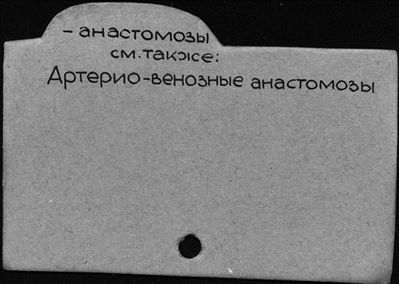 - анастомозы
см. также:
Артерио-венозные анастомозы